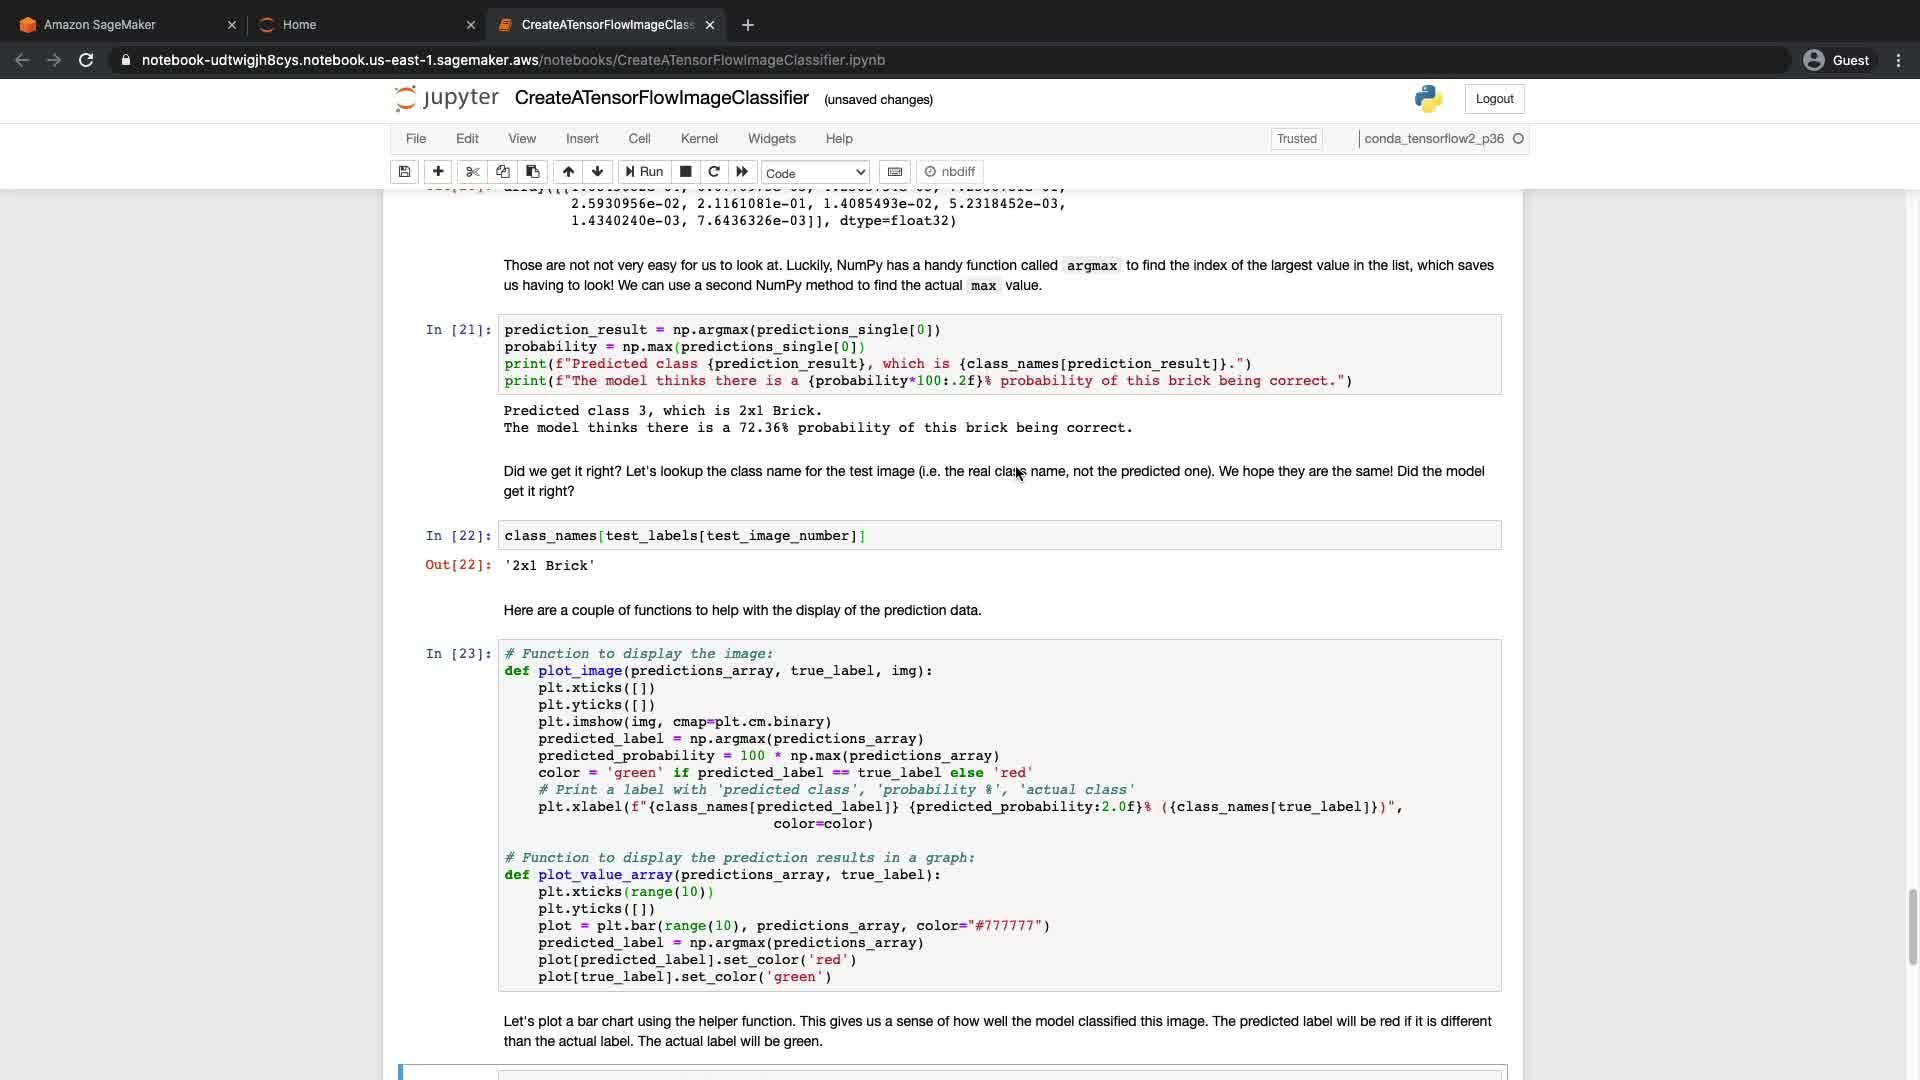 Amazon SageMaker
Home
CreateATensorFlowImageClass
notebook-udtwigjh8cys.notebook.us-east-1.sagemaker.aws/notebooks/CreateATensorFlowImageClassifier.ipynb
Guest
jupyter CreateATensorFlowImageClassifier (unsaved changes)
Logout
File Edit View Insert Cell Kernel Widgets Help
Trusted
conda_tensorflow2_p36
Run
Code
nbdiff
2.5930956e-02, 2.1161081e-01, 1.4085493e-02, 5.2318452e-03,
1.4340240e-03, 7.6436326e-03]], dtype=float32)
Those are not not very easy for us to look at. Luckily, NumPy has a handy function called argmax to find the index of the largest value in the list, which saves
us having to look! We can use a second NumPy method to find the actual max value.
In [21]: prediction_result = np.argmax(predictions_single[0])
probability = np.max(predictions_single[0])
print(f"Predicted class {prediction_result}, which is {class_names[prediction_result]}.")
print(f"The model thinks there is a {probability*100:.2f}% probability of this brick being correct.")
Predicted class 3, which is 2x1 Brick.
The model thinks there is a 72.36% probability of this brick being correct.
Did we get it right? Let's lookup the class name for the test image (i.e. the real class name, not the predicted one). We hope they are the same! Did the model
get it right?
In [22]: class_names[test_labels[test_image_number]]
Out[22]: '2x1 Brick'
Here are a couple of functions to help with the display of the prediction data.
In [23]: # Function to display the image:
def plot_image(predictions_array, true_label, img):
plt.xticks([])
plt.yticks([])
plt.imshow(img, cmap=plt.cm.binary)
predicted_label = np.argmax(predictions_array)
predicted_probability = 100 * np.max(predictions_array)
color = 'green' if predicted_label == true_label else 'red'
# Print a label with 'predicted class', 'probability %', 'actual class'
plt.xlabel(f"{class_names[predicted_label]} {predicted_probability:2.0f}% ({class_names[true_label]})",
color=color)
# Function to display the prediction results in a graph:
def plot_value_array(predictions_array, true_label):
plt.xticks(range(10))
plt.yticks([])
plot = plt.bar(range(10), predictions_array, color="#777777")
predicted_label = np.argmax(predictions_array)
plot[predicted_label].set_color('red')
plot[true_label].set_color('green')
Let's plot a bar chart using the helper function. This gives us a sense of how well the model classified this image. The predicted label will be red if it is different
than the actual label. The actual label will be green.